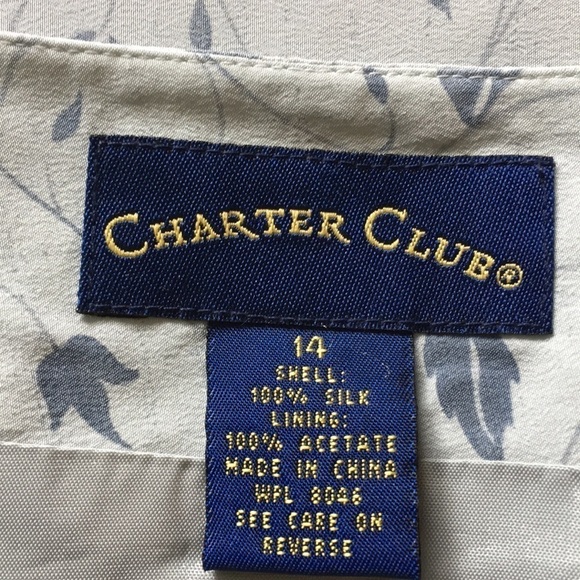 CHARTER CLUB®
14
SHELL:
100% SILK
LINING:
100% ACETATE
MADE IN CHINA
WPL 8046
SEE CARE ON
REVERSE